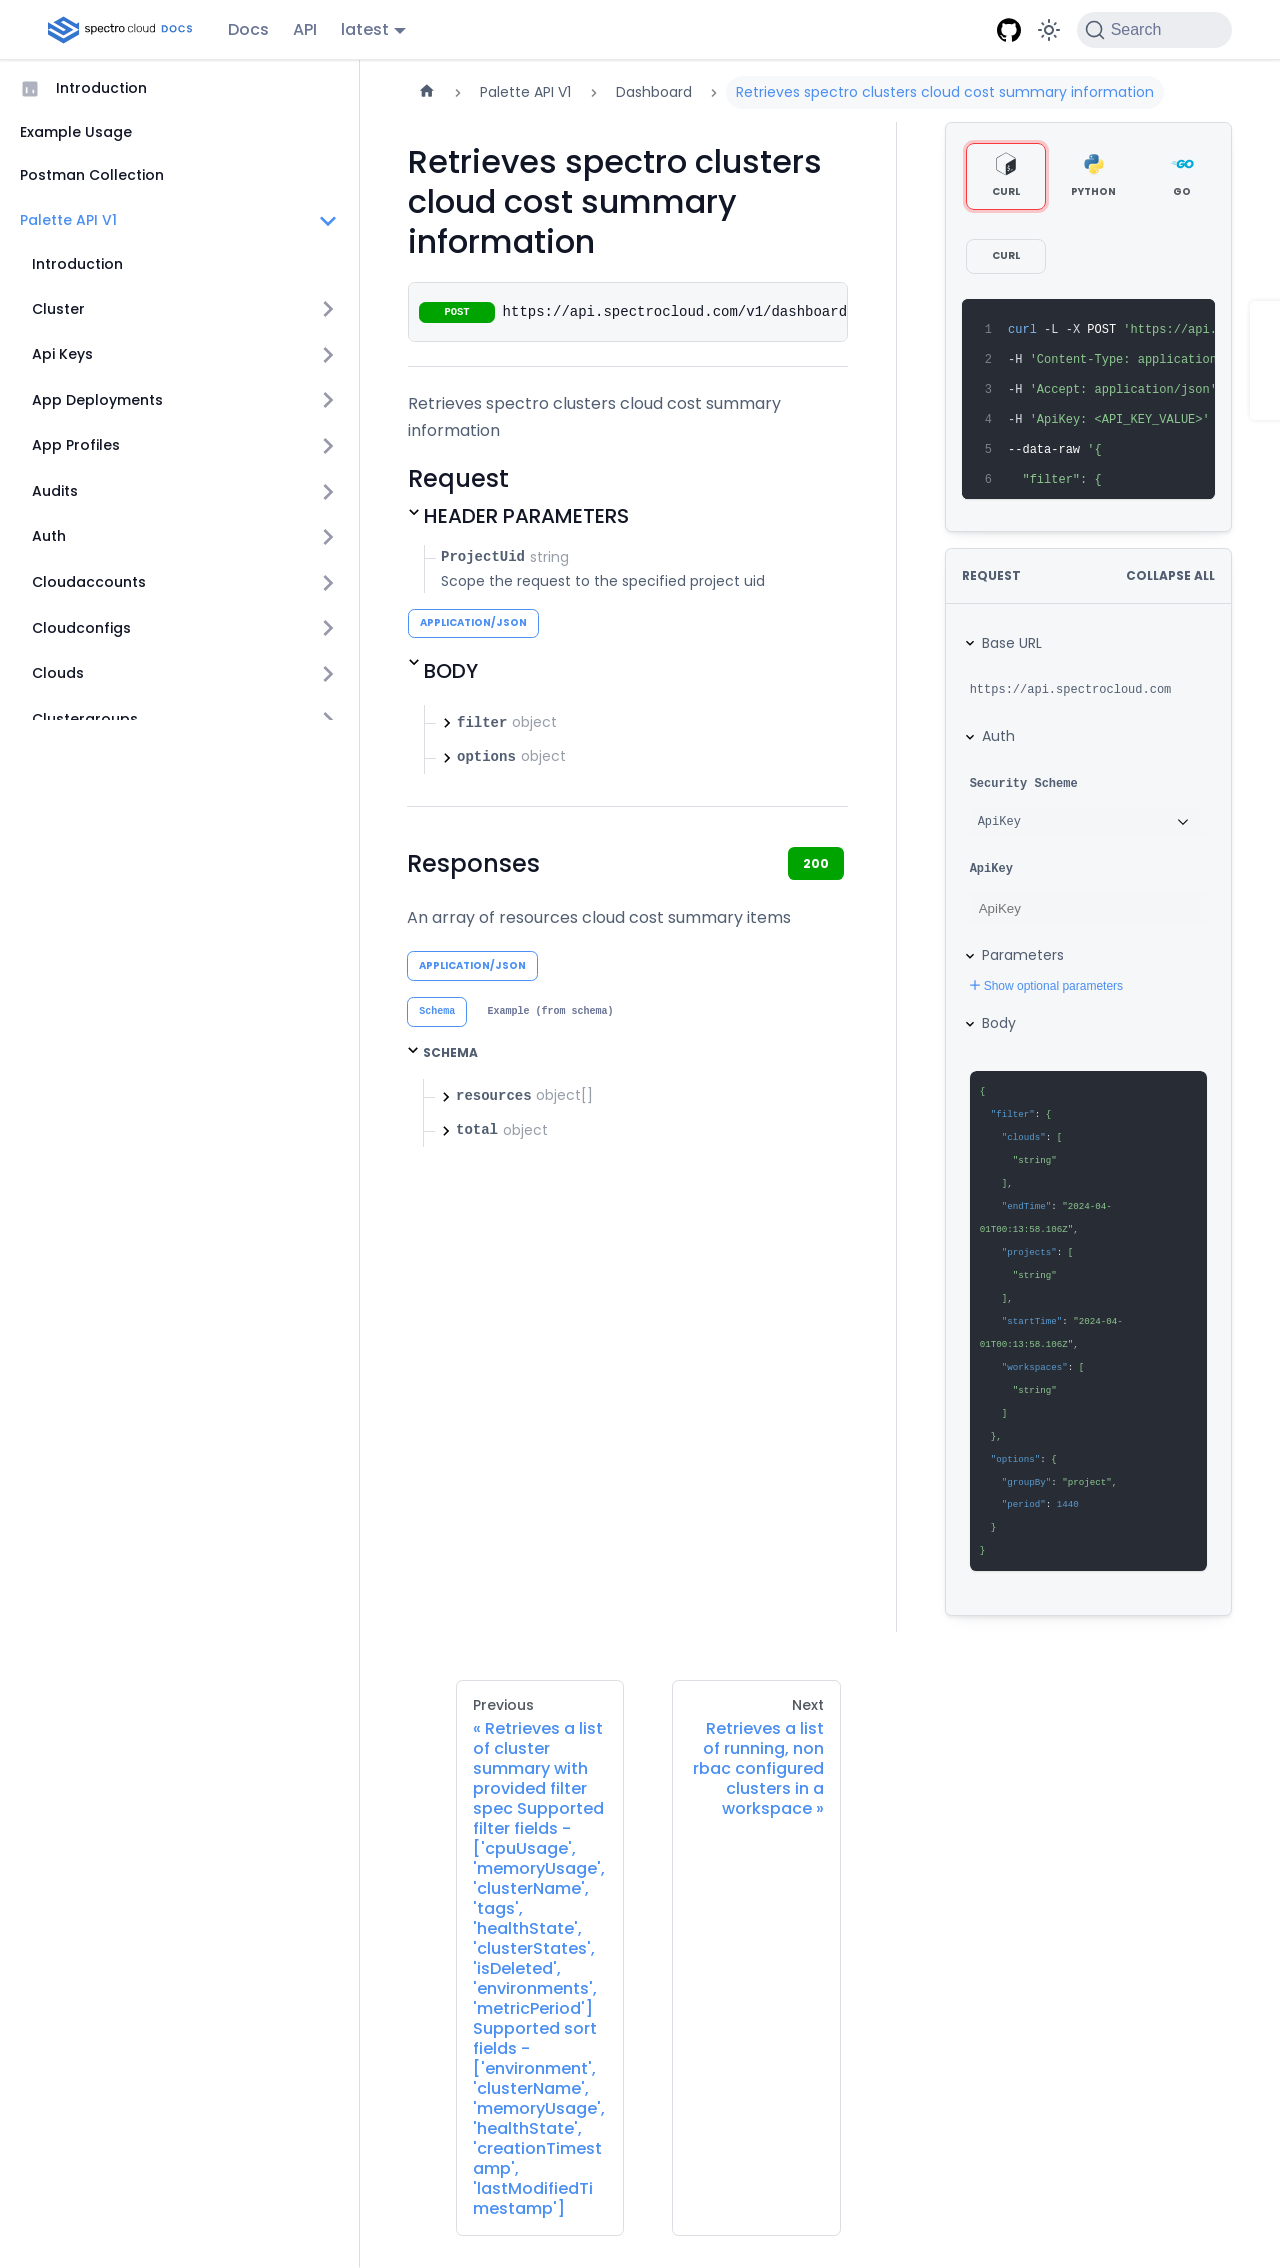 spectro cloud DOCS
Docs
API
latest
Search
Introduction
Example Usage
Postman Collection
Palette API V1
Introduction
Cluster
Api Keys
App Deployments
App Profiles
Audits
Auth
Cloudaccounts
Cloudconfigs
Clouds
Clustergroups
Palette API V1
Dashboard
Retrieves spectro clusters cloud cost summary information
Retrieves spectro clusters
cloud cost summary
information
POST https://api.spectrocloud.com/v1/dashboard
Retrieves spectro clusters cloud cost summary
information
Request
HEADER PARAMETERS
ProjectUid string
Scope the request to the specified project uid
APPLICATION/JSON
BODY
filter object
options object
Responses
200
An array of resources cloud cost summary items
APPLICATION/JSON
Schema Example (from schema)
SCHEMA
resources object[]
total object
CURL PYTHON GO
CURL
1 curl -L -X POST 'https://api.
2 -H 'Content-Type: application
3 -H 'Accept: application/json'
4 -H 'ApiKey: <API_KEY_VALUE>'
5 --data-raw '{
6 "filter": {
REQUEST COLLAPSE ALL
Base URL
https://api.spectrocloud.com
Auth
Security Scheme
ApiKey
ApiKey
ApiKey
Parameters
Show optional parameters
Body
{
"filter": {
"clouds": [
"string"
],
"endTime": "2024-04-
01T00:13:58.106Z",
"projects": [
"string"
],
"startTime": "2024-04-
01T00:13:58.106Z",
"workspaces": [
"string"
]
},
"options": {
"groupBy": "project",
"period": 1440
}
}
Previous
« Retrieves a list
of cluster
summary with
provided filter
spec Supported
filter fields -
['cpuUsage',
'memoryUsage',
'clusterName',
'tags',
'healthState',
'clusterStates',
'isDeleted',
'environments',
'metricPeriod']
Supported sort
fields -
['environment',
'clusterName',
'memoryUsage',
'healthState',
'creationTimest
amp',
'lastModifiedTi
mestamp']
Next
Retrieves a list
of running, non
rbac configured
clusters in a
workspace »